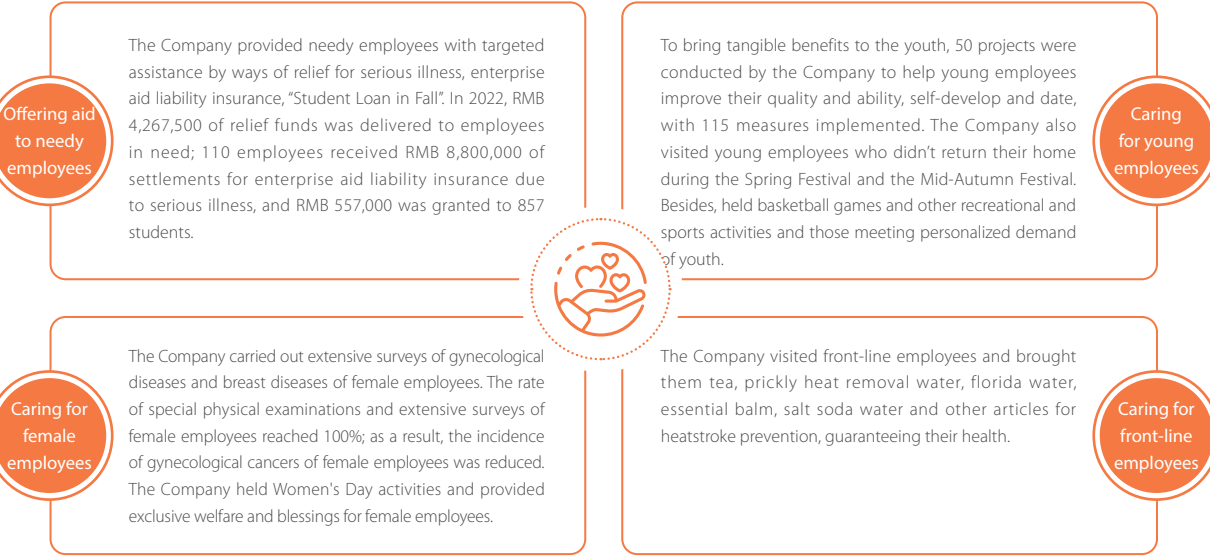 Offering aid
to needy
employees
The Company provided needy employees with targeted
assistance by ways of relief for serious illness, enterprise
aid liability insurance, “Student Loan in Fall”. In 2022, RMB
4,267,500 of relief funds was delivered to employees
in need; 110 employees received RMB 8,800,000 of
settlements for enterprise aid liability insurance due
to serious illness, and RMB 557,000 was granted to 857
students.
To bring tangible benefits to the youth, 50 projects were
conducted by the Company to help young employees
improve their quality and ability, self-develop and date,
with 115 measures implemented. The Company also
visited young employees who didn’t return their home
during the Spring Festival and the Mid-Autumn Festival.
Besides, held basketball games and other recreational and
sports activities and those meeting personalized demand
of youth.
Caring
for young
employees
Caring for
female
employees
The Company carried out extensive surveys of gynecological
diseases and breast diseases of female employees. The rate
of special physical examinations and extensive surveys of
female employees reached 100%; as a result, the incidence
of gynecological cancers of female employees was reduced.
The Company held Women's Day activities and provided
exclusive welfare and blessings for female employees.
The Company visited front-line employees and brought
them tea, prickly heat removal water, florida water,
essential balm, salt soda water and other articles for
heatstroke prevention, guaranteeing their health.
Caring for
front-line
employees